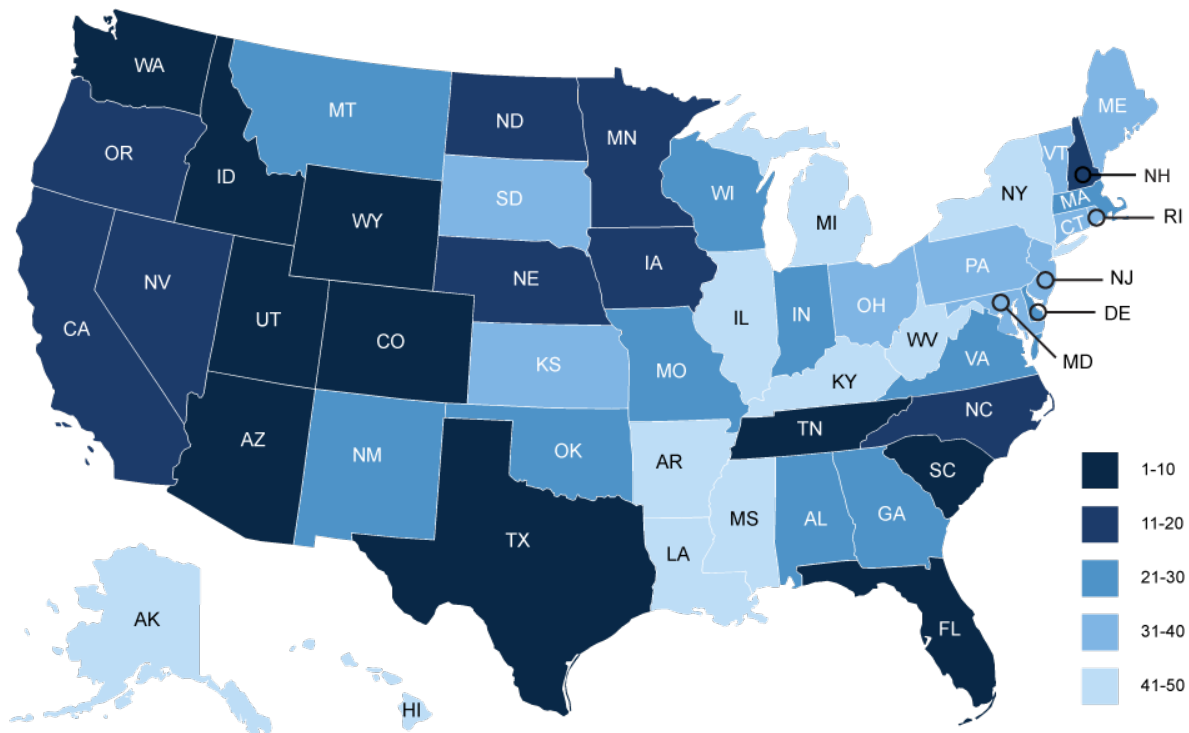 WA
MT
ND
MN
ME
OR
ID
VT
NH
WY
SD
WI
NY
MA
RI
MI
CT
NV
NE
IA
PA
NJ
UT
CA
CO
IL
IN
OH
DE
KS
MO
WV
VA
MD
KY
AZ
NM
OK
TN
NC
AR
SC
1-10
MS
AL
GA
11-20
TX
LA
21-30
AK
FL
31-40
HI
41-50